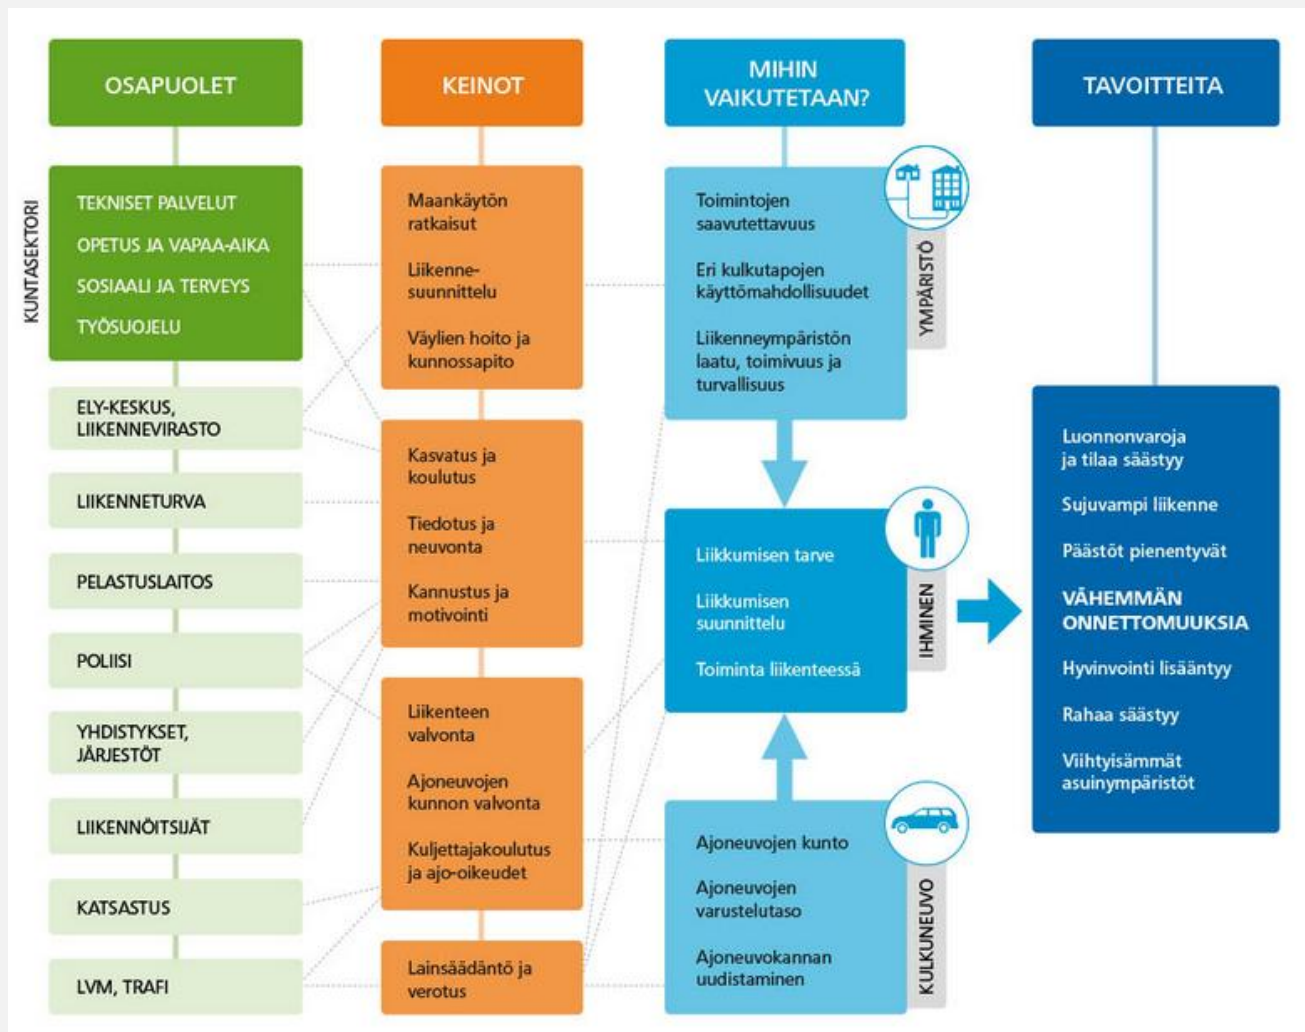 OSAPUOLET
KUNTASEKTORI
TEKNISET PALVELUT
OPETUS JA VAPAA-AIKA
SOSIAALI JA TERVEYS
TYÖSUOJELU
ELY-KESKUS,
LIIKENNEVIRASTO
LIIKENNETURVA
PELASTUSLAITOS
POLIISI
YHDISTYKSET,
JÄRJESTÖT
LIIKENNÖITSIJÄT
KATSASTUS
LVM, TRAFI
KEINOT
Maankäytön
ratkaisut
Liikenne-
suunnittelu
Väylien hoito ja
kunnossapito
Kasvatus ja
koulutus
Tiedotus ja
neuvonta
Kannustus ja
motivointi
Liikenteen
valvonta
Ajoneuvojen
kunnon valvonta
Kuljettajakoulutus
ja ajo-oikeudet
Lainsäädäntö ja
verotus
MIHIN
VAIKUTETAAN?
Toimintojen
saavutettavuus
Eri kulkutapojen
käyttömahdollisuudet
Liikenneympäristön
laatu, toimivuus ja
turvallisuus
YMPÄRISTÖ
Liikkumisen tarve
Liikkumisen
suunnittelu
Toiminta liikenteessä
IHMINEN
Ajoneuvojen kunto
Ajoneuvojen
varustelutaso
Ajoneuvokannan
uudistaminen
KULKUNEUVO
TAVOITTEITA
Luonnonvaroja
ja tilaa säästyy
Sujuvampi liikenne
Päästöt pienentyvät
VÄHEMMÄN
ONNETTOMUUKSIA
Hyvinvointi lisääntyy
Rahaa säästyy
Viihtyisämmät
asuinympäristöt